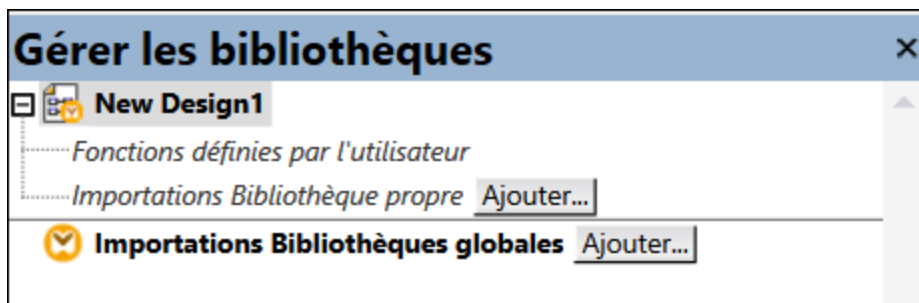 Gérer les bibliothèques
New Design1
Fonctions définies par l'utilisateur
Importations Bibliothèque propre Ajouter...
Importations Bibliothèques globales Ajouter...